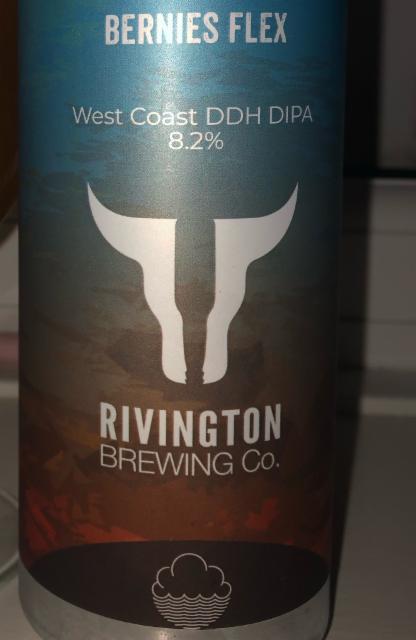 BERNIES FLEX
West Coast DDH DIPA
8.2%
RIVINGTON
BREWING Co.